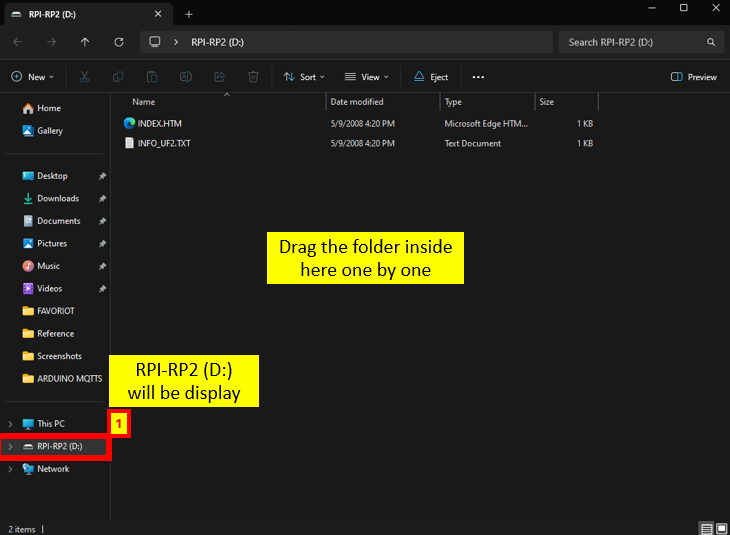 RPI-RP2 (D:)
RPI-RP2 (D:)
Search RPI-RP2 (D:)
New
Sort
View
Eject
Preview
Name
Date modified
Type
Size
INDEX.HTM
5/9/2008 4:20 PM
Microsoft Edge HTM...
1 KB
INFO_UF2.TXT
5/9/2008 4:20 PM
Text Document
1 KB
Home
Gallery
Desktop
Downloads
Documents
Pictures
Music
Videos
FAVORIOT
Reference
Screenshots
ARDUINO MQTTS
This PC
RPI-RP2 (D:)
Network
Drag the folder inside
here one by one
RPI-RP2 (D:)
will be display
1
2 items